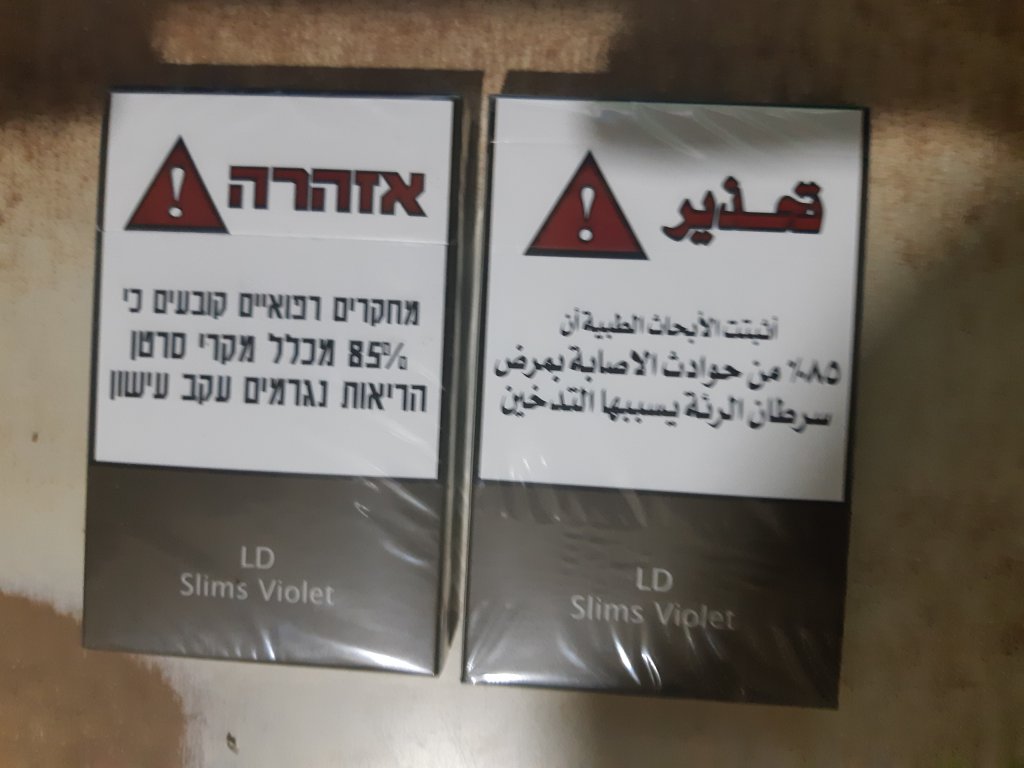 אזהרה
מחקרים רפואיים קובעים כי
85% מכלל מקרי סרטן
הריאות נגרמים עקב עישון
LD
Slims Violet
تحذير
أثبتت الأبحاث الطبية أن
٨٥٪ من حوادث الاصابة بمرض
سرطان الرئة يسببها التدخين
LD
Slims Violet